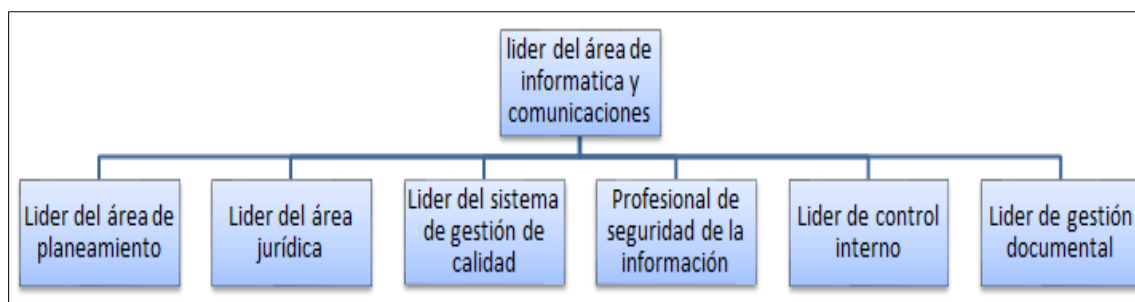 lider del área de
informatica y
comunicaciones
Lider del área de
planeamiento
Lider del área
jurídica
Lider del sistema
de gestión de
calidad
Profesional de
seguridad de la
información
Lider de control
interno
Lider de gestión
documental